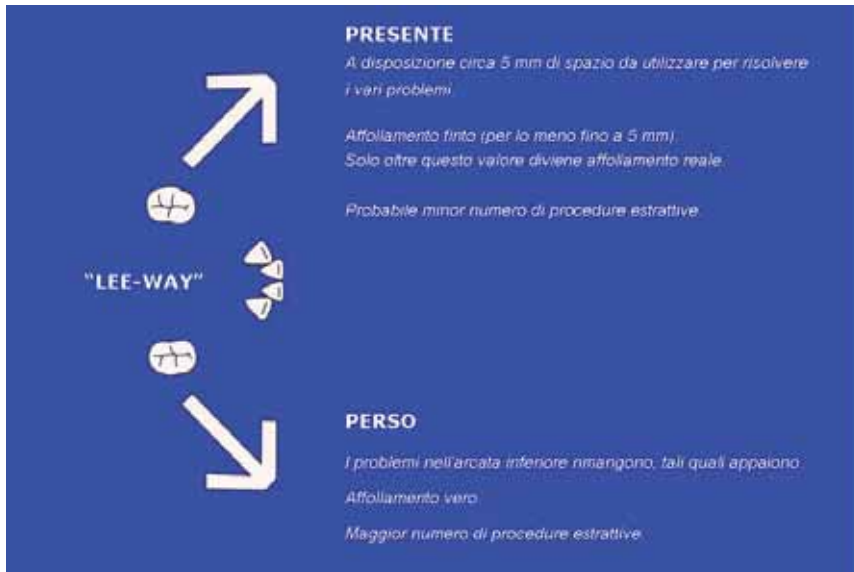 PRESENTE
A disposizione circa 5 mm di spazio da utilizzare per risolvere
i vari problemi.
Affollamento finto (per lo meno fino a 5 mm).
Solo oltre questo valore diviene affollamento reale.
Probabile minor numero di procedure estrattive.
"LEE-WAY"
PERSO
I problemi nell'arcata inferiore rimangono, tali quali appaiono.
Affollamento vero.
Maggior numero di procedure estrattive.